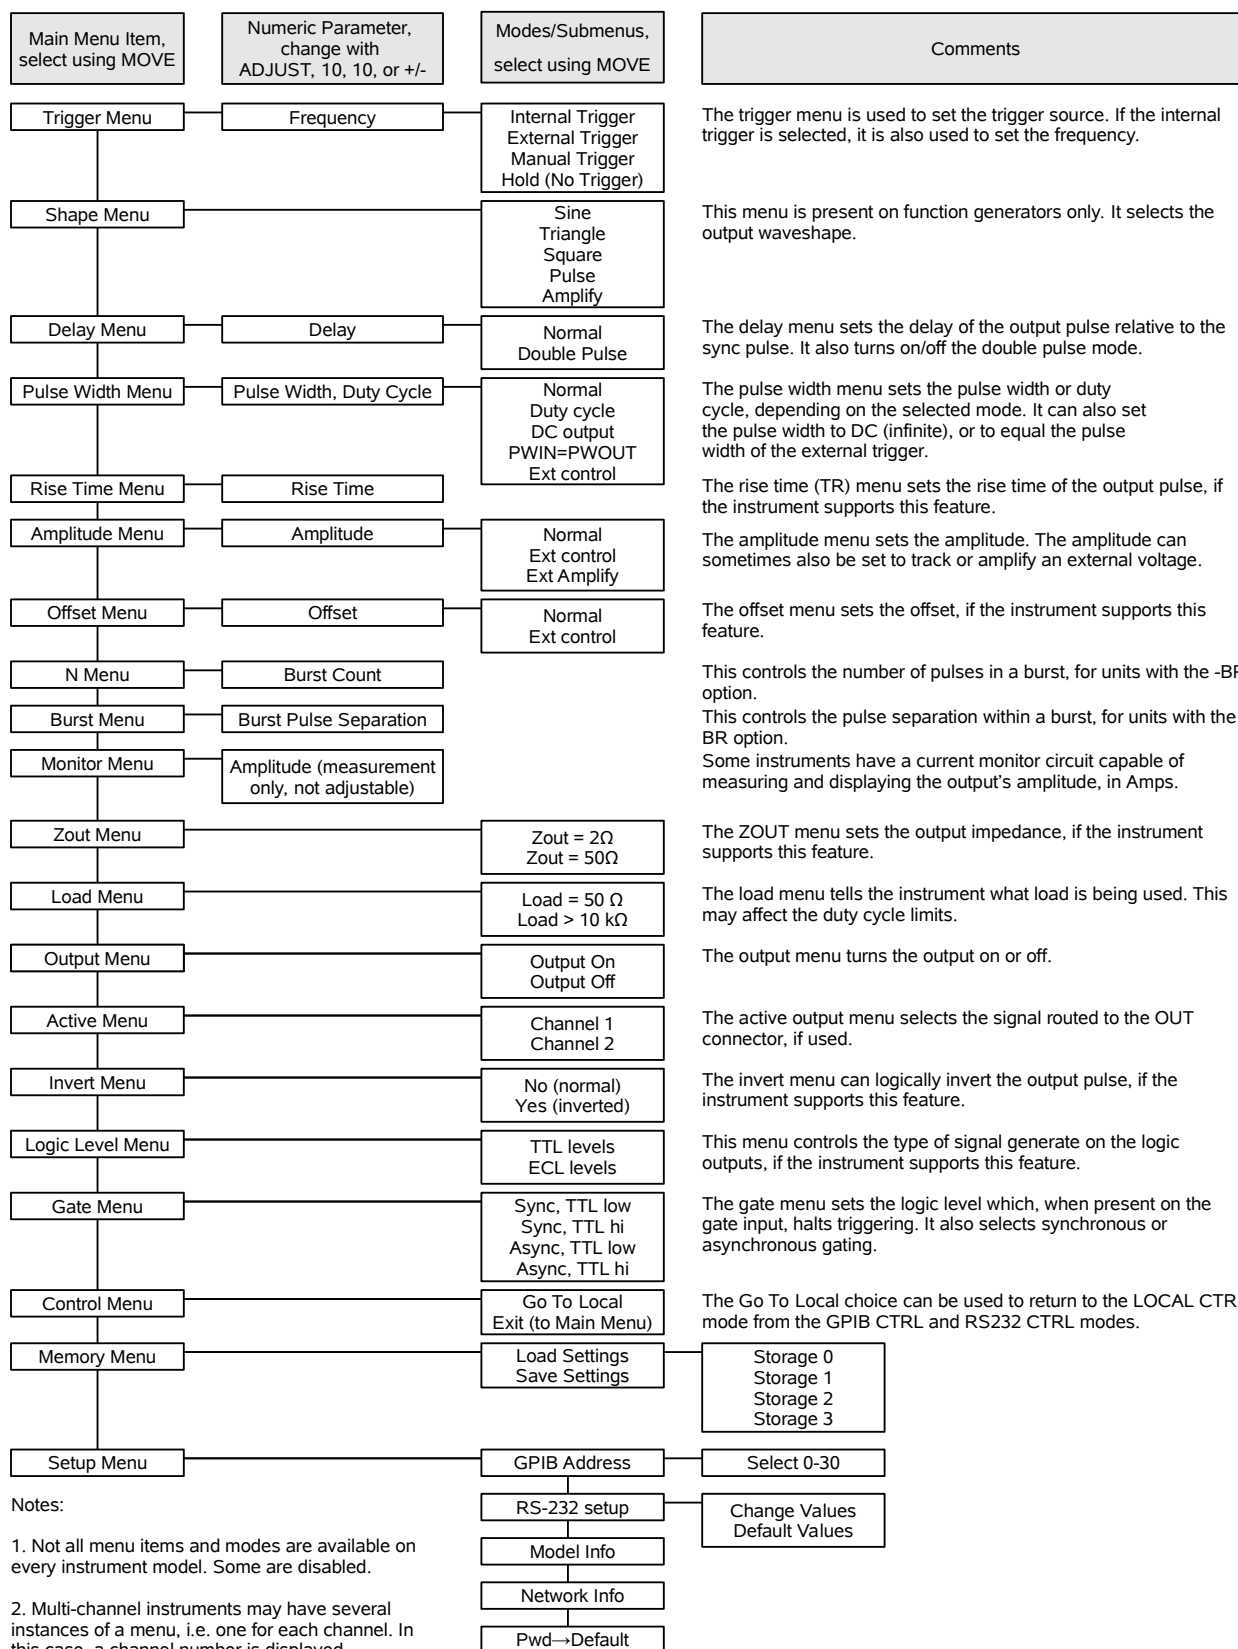 Main Menu Item,
select using MOVE
Numeric Parameter,
change with
ADJUST, 10, 10, or +/-
Modes/Submenus,
select using MOVE
Comments
Trigger Menu
Frequency
Internal Trigger
External Trigger
Manual Trigger
Hold (No Trigger)
The trigger menu is used to set the trigger source. If the internal
trigger is selected, it is also used to set the frequency.
Shape Menu
Sine
Triangle
Square
Pulse
Amplify
This menu is present on function generators only. It selects the
output waveshape.
Delay Menu
Delay
Normal
Double Pulse
The delay menu sets the delay of the output pulse relative to the
sync pulse. It also turns on/off the double pulse mode.
Pulse Width Menu
Pulse Width, Duty Cycle
Normal
Duty cycle
DC output
PWIN=PWOUT
Ext control
The pulse width menu sets the pulse width or duty
cycle, depending on the selected mode. It can also set
the pulse width to DC (infinite), or to equal the pulse
width of the external trigger.
Rise Time Menu
Rise Time
The rise time (TR) menu sets the rise time of the output pulse, if
the instrument supports this feature.
Amplitude Menu
Amplitude
Normal
Ext control
Ext Amplify
The amplitude menu sets the amplitude. The amplitude can
sometimes also be set to track or amplify an external voltage.
Offset Menu
Offset
Normal
Ext control
The offset menu sets the offset, if the instrument supports this
feature.
N Menu
Burst Count
This controls the number of pulses in a burst, for units with the -BR
option.
Burst Menu
Burst Pulse Separation
This controls the pulse separation within a burst, for units with the
BR option.
Monitor Menu
Amplitude (measurement
only, not adjustable)
Some instruments have a current monitor circuit capable of
measuring and displaying the output's amplitude, in Amps.
Zout Menu
Zout = 2Ω
Zout = 50Ω
The ZOUT menu sets the output impedance, if the instrument
supports this feature.
Load Menu
Load = 50 Ω
Load > 10 kΩ
The load menu tells the instrument what load is being used. This
may affect the duty cycle limits.
Output Menu
Output On
Output Off
The output menu turns the output on or off.
Active Menu
Channel 1
Channel 2
The active output menu selects the signal routed to the OUT
connector, if used.
Invert Menu
No (normal)
Yes (inverted)
The invert menu can logically invert the output pulse, if the
instrument supports this feature.
Logic Level Menu
TTL levels
ECL levels
This menu controls the type of signal generate on the logic
outputs, if the instrument supports this feature.
Gate Menu
Sync, TTL low
Sync, TTL hi
Async, TTL low
Async, TTL hi
The gate menu sets the logic level which, when present on the
gate input, halts triggering. It also selects synchronous or
asynchronous gating.
Control Menu
Go To Local
Exit (to Main Menu)
The Go To Local choice can be used to return to the LOCAL CTR
mode from the GPIB CTRL and RS232 CTRL modes.
Memory Menu
Load Settings
Save Settings
Storage 0
Storage 1
Storage 2
Storage 3
Setup Menu
GPIB Address
Select 0-30
RS-232 setup
Change Values
Default Values
Model Info
Network Info
Pwd→Default
Notes:
1. Not all menu items and modes are available on
every instrument model. Some are disabled.
2. Multi-channel instruments may have several
instances of a menu, i.e. one for each channel. In
this case, a channel number is displayed